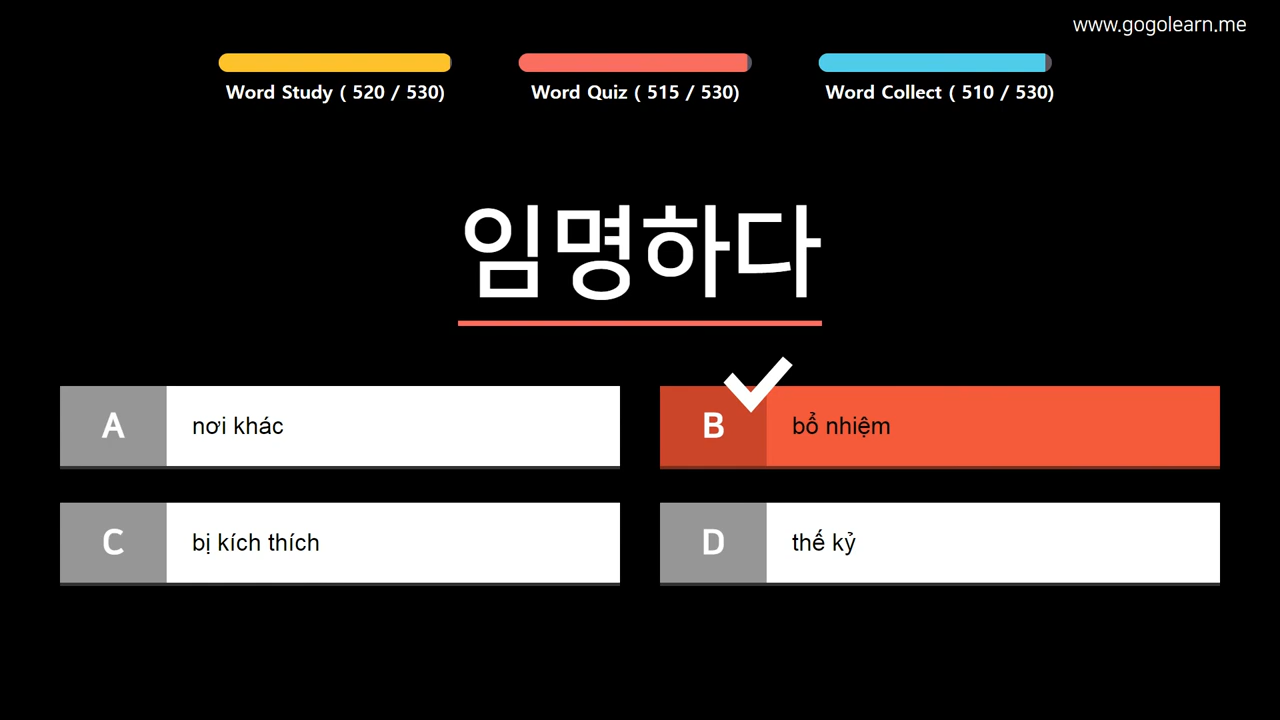 www.gogolearn.me
Word Study ( 520 / 530)
Word Quiz ( 515 / 530)
Word Collect ( 510 / 530)
임명하다
A nơi khác
B bổ nhiệm
C bị kích thích
D thế kỷ